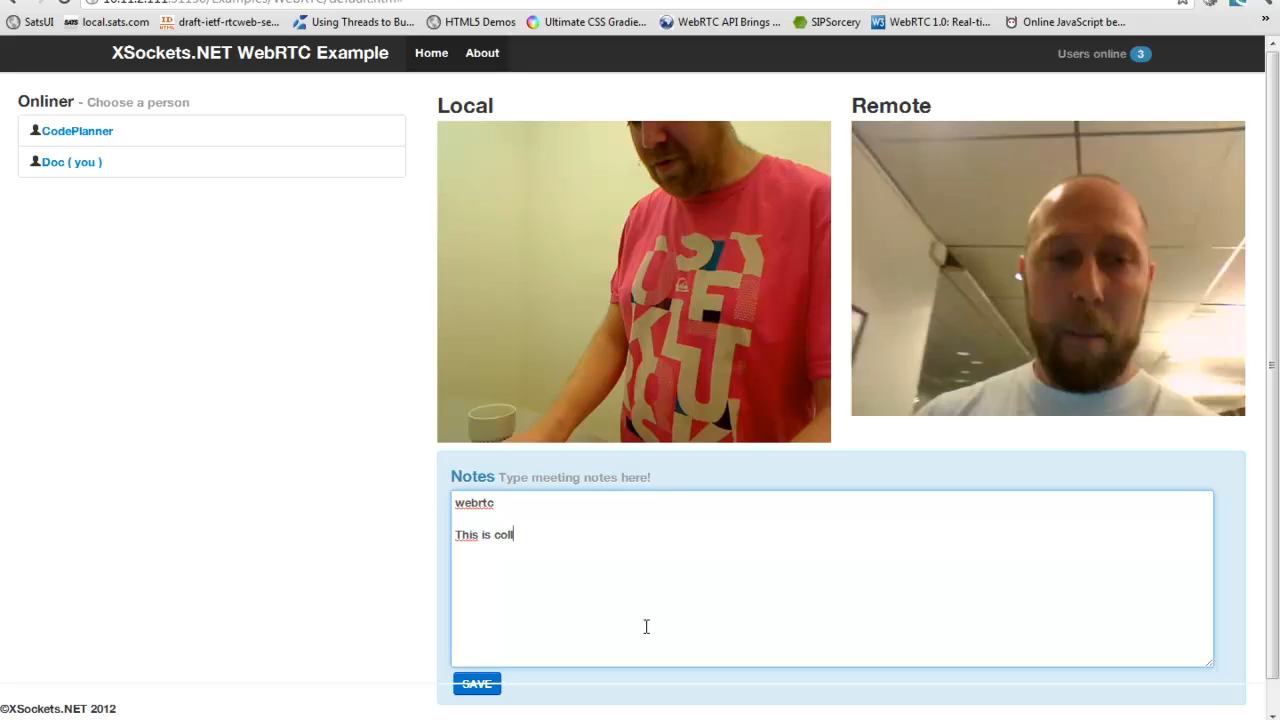 SatsUI
lots.sats.com
draft-ietf-rtcweb-se...
Using Threads to Bu...
HTML5 Demos
Ultimate CSS Gradie...
WebRTC API Brings ...
SIPSorcery
WebRTC 1.0: Real-ti...
Online JavaScript be...
XSockets.NET WebRTC Example
Home
About
Users online 3
Onliner - Choose a person
CodePlanner
Doc ( you )
Local
Remote
Notes Type meeting notes here!
webrtc
This is coll
SAVE
©XSockets.NET 2012